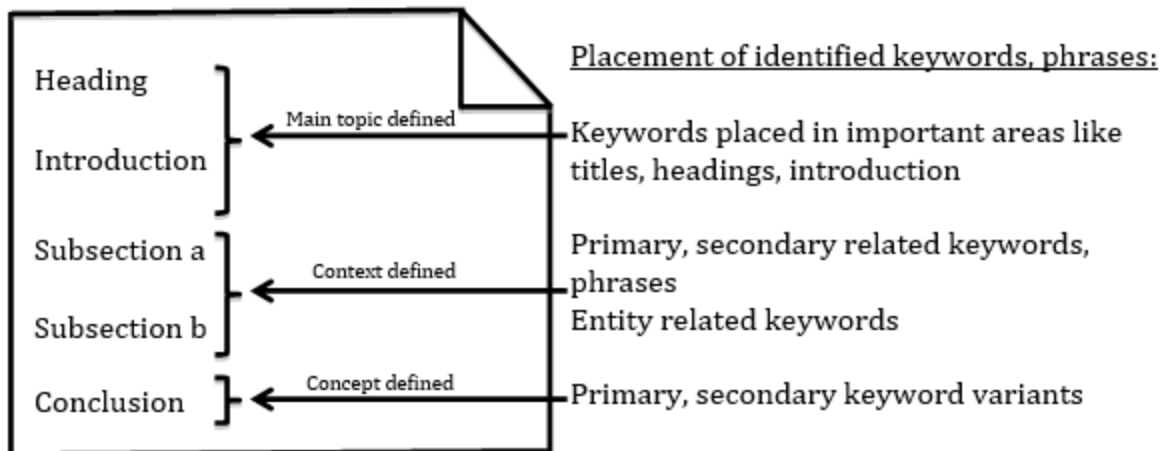 Placement of identified keywords, phrases:
Heading
Introduction
Main topic defined
Keywords placed in important areas like
titles, headings, introduction
Subsection a
Subsection b
Context defined
Primary, secondary related keywords,
phrases
Entity related keywords
Conclusion
Concept defined
Primary, secondary keyword variants